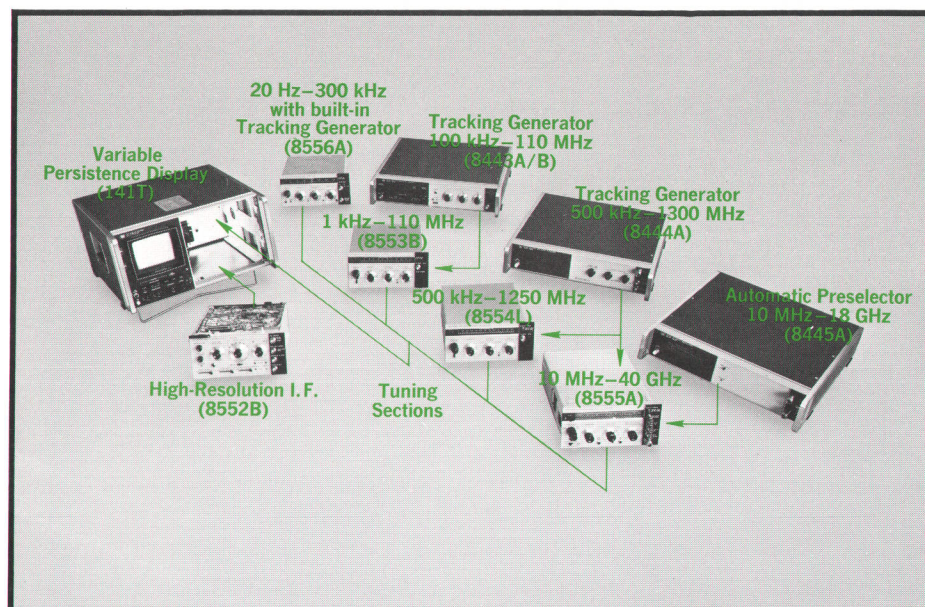 20 Hz–300 kHz
with built-in
Tracking Generator
(8556A)
Tracking Generator
100 kHz–110 MHz
(8443A/B)
Variable
Persistence Display
(141T)
Tracking Generator
500 kHz–1300 MHz
(8444A)
1 kHz–110 MHz
(8553B)
500 kHz–1250 MHz
(8554L)
Automatic Preselector
10 MHz–18 GHz
(8445A)
10 MHz–40 GHz
(8555A)
High-Resolution I.F.
(8552B)
Tuning
Sections